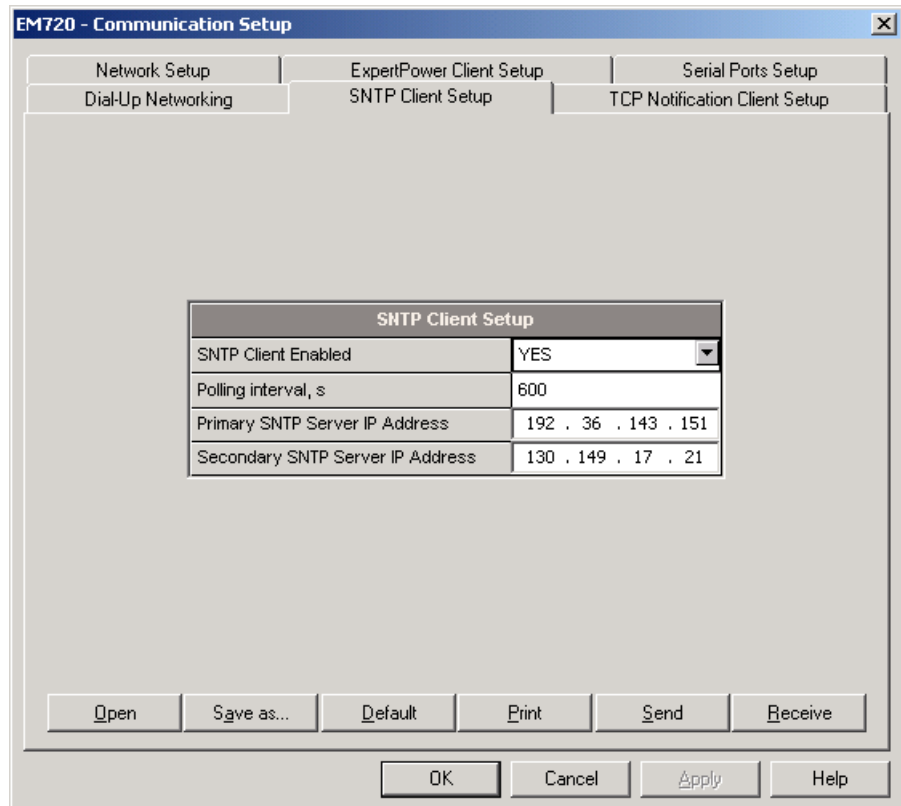 EM720 - Communication Setup
Network Setup ExpertPower Client Setup Serial Ports Setup
Dial-Up Networking SNTP Client Setup TCP Notification Client Setup
SNTP Client Setup
SNTP Client Enabled YES
Polling interval, s 600
Primary SNTP Server IP Address 192 . 36 . 143 . 151
Secondary SNTP Server IP Address 130 . 149 . 17 . 21
Open Save as... Default Print Send Receive
OK Cancel Apply Help